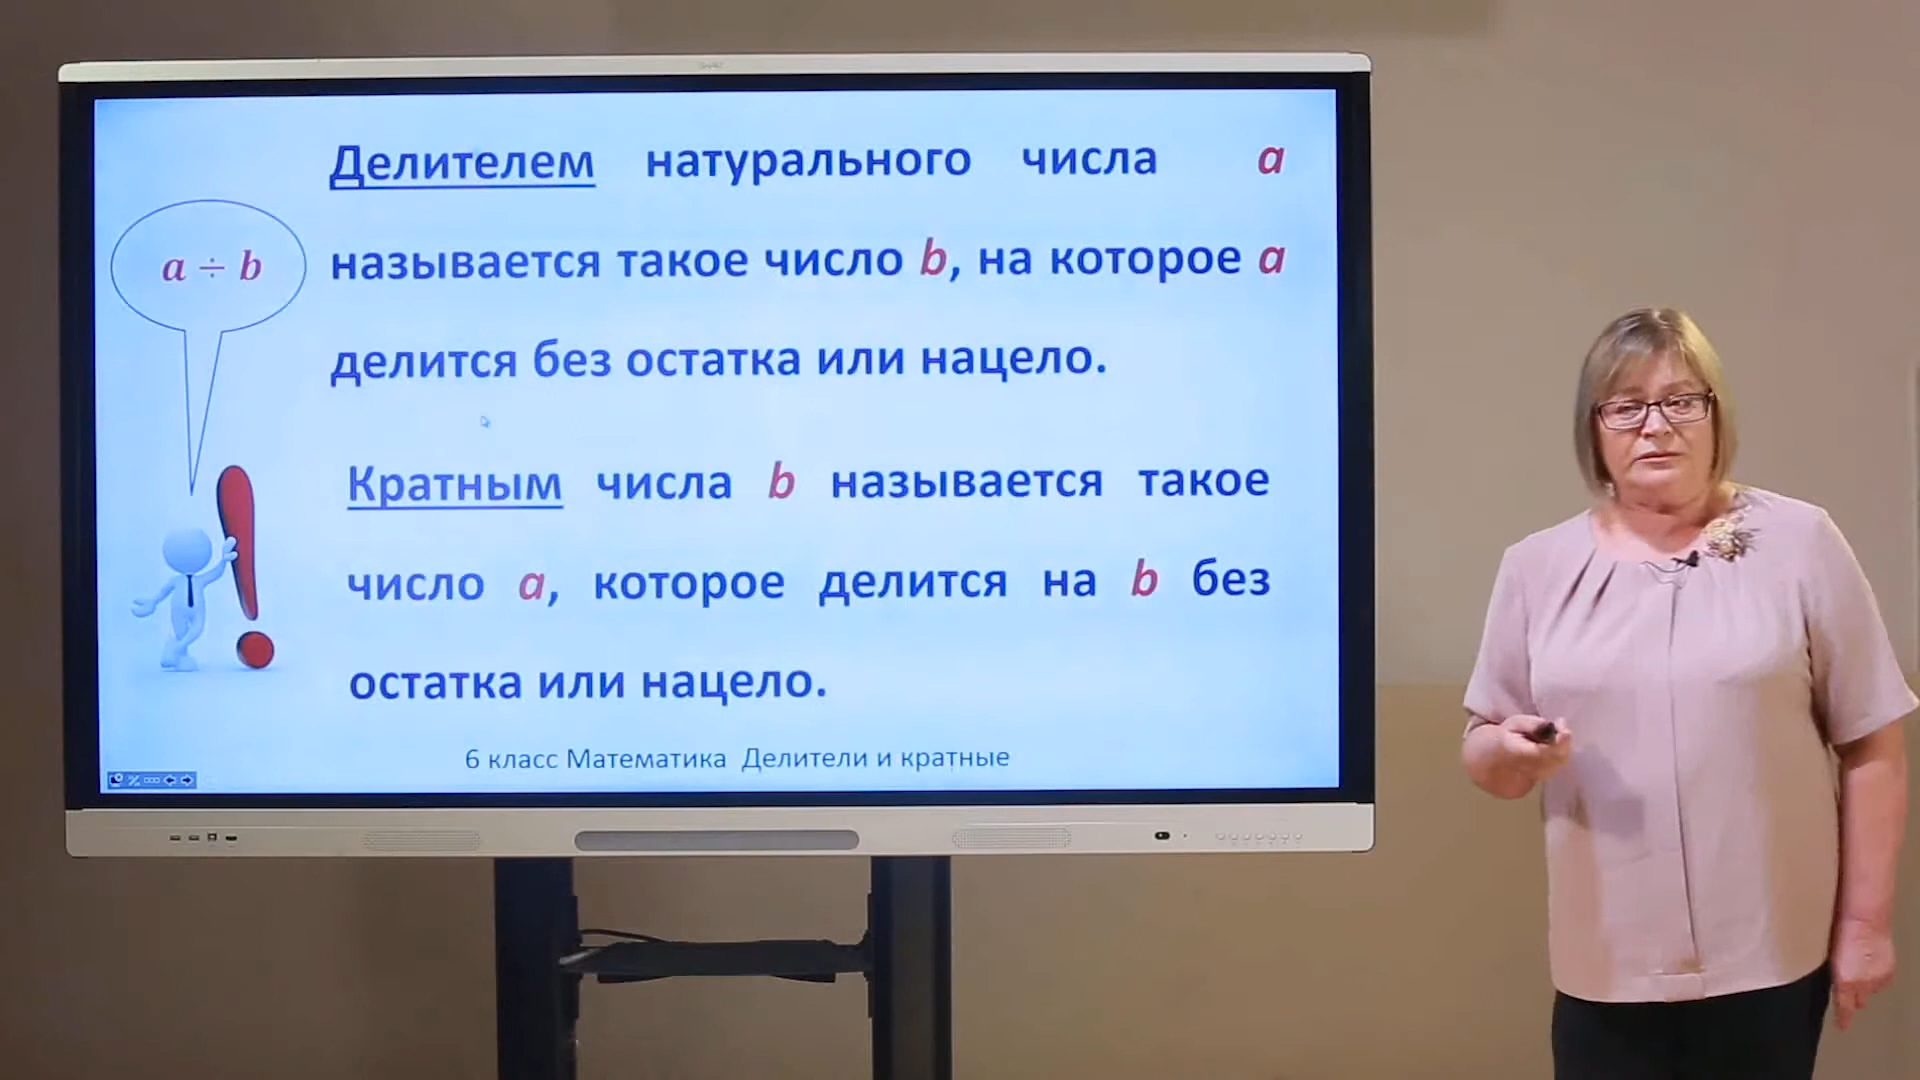 Делителем натурального числа a
называется такое число b, на которое a
делится без остатка или нацело.
a ÷ b
Кратным числа b называется такое
число a, которое делится на b без
остатка или нацело.
6 класс Математика Делители и кратные